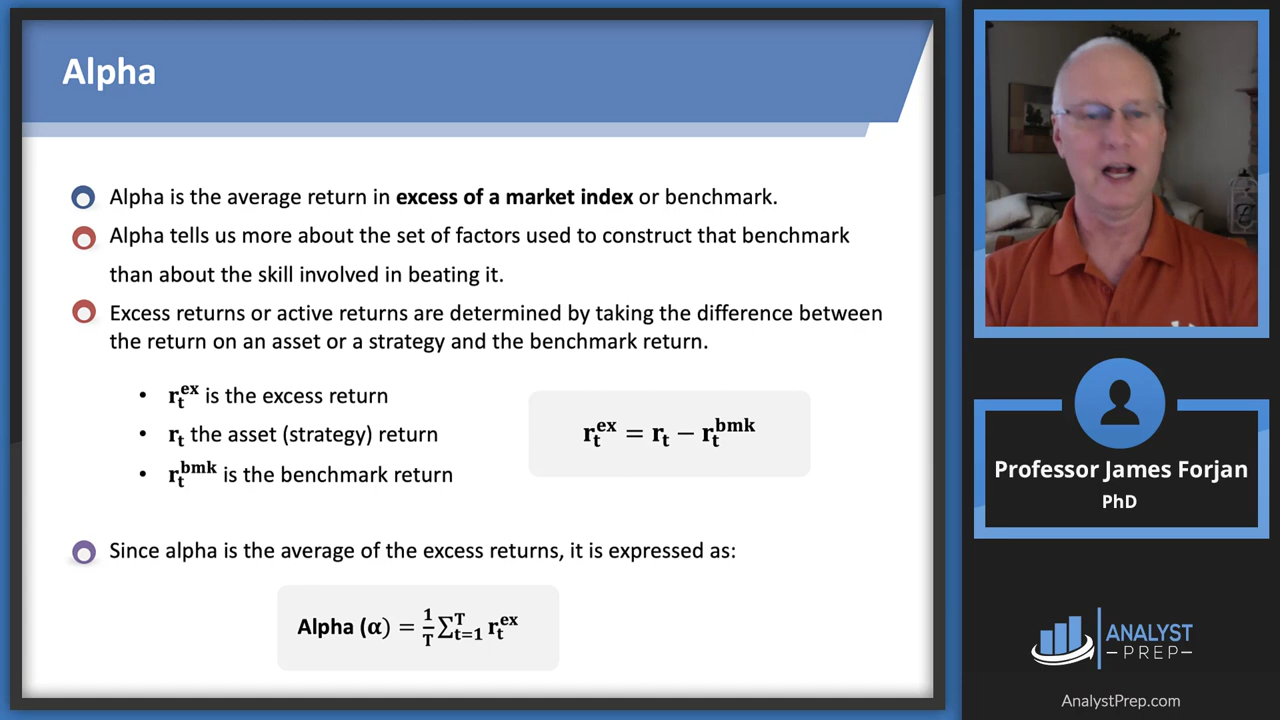 Alpha
Alpha is the average return in excess of a market index or benchmark.
Alpha tells us more about the set of factors used to construct that benchmark
than about the skill involved in beating it.
Excess returns or active returns are determined by taking the difference between
the return on an asset or a strategy and the benchmark return.
• r_t^ex is the excess return
• r_t the asset (strategy) return
• r_t^bmk is the benchmark return
r_t^ex = r_t − r_t^bmk
Since alpha is the average of the excess returns, it is expressed as:
Alpha (α) = 1/T ∑_{t=1}^T r_t^ex
Professor James Forjan
PhD
ANALYST
PREP
AnalystPrep.com